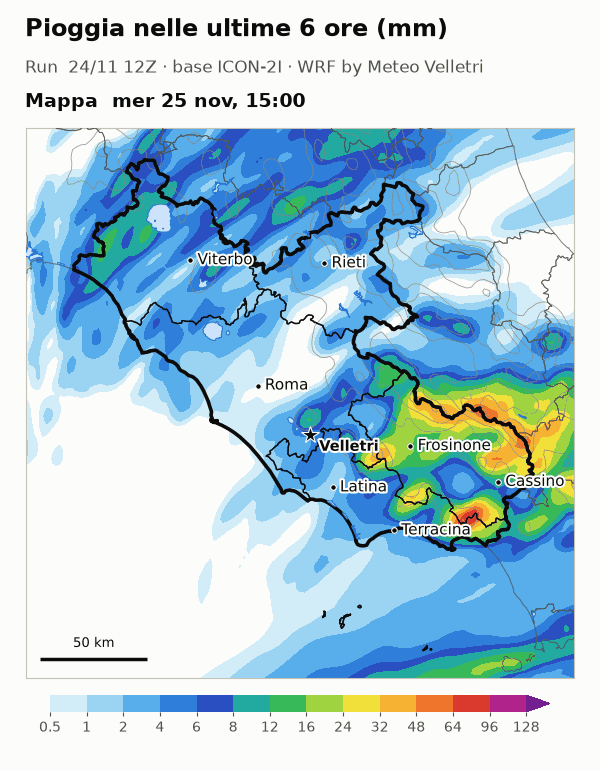 Pioggia nelle ultime 6 ore (mm)
Run  24/11 12Z · base ICON-2I · WRF by Meteo Velletri
Mappa  mer 25 nov, 15:00
Viterbo
Rieti
Roma
Velletri
Frosinone
Cassino
Latina
Terracina
50 km
0.5 1 2 4 6 8 12 16 24 32 48 64 96 128